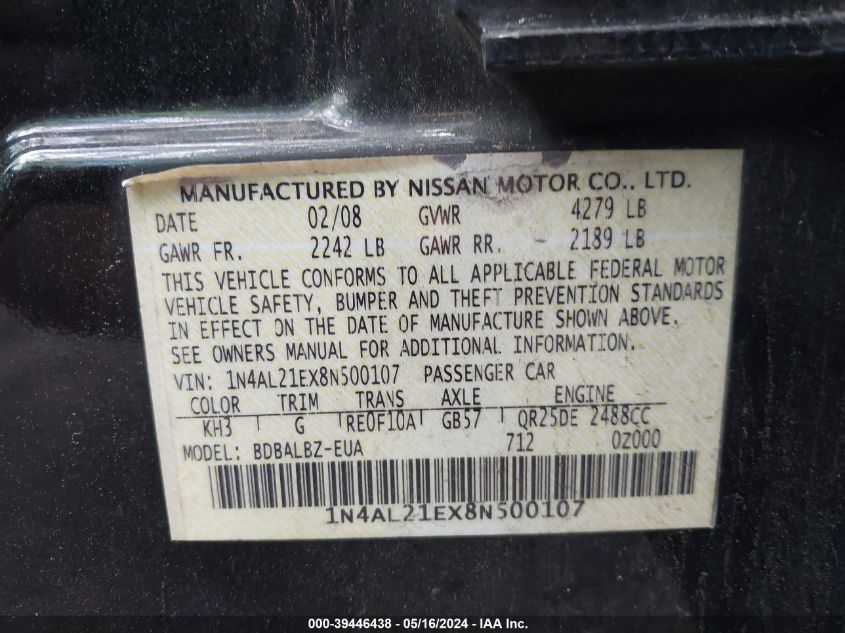 MANUFACTURED BY NISSAN MOTOR CO., LTD.
DATE 02/08 GVWR 4279 LB
GAWR FR. 2242 LB GAWR RR. 2189 LB
THIS VEHICLE CONFORMS TO ALL APPLICABLE FEDERAL MOTOR
VEHICLE SAFETY, BUMPER AND THEFT PREVENTION STANDARDS
IN EFFECT ON THE DATE OF MANUFACTURE SHOWN ABOVE.
SEE OWNERS MANUAL FOR ADDITIONAL INFORMATION.
VIN: 1N4AL21EX8N500107 PASSENGER CAR
COLOR TRIM TRANS AXLE ENGINE
KH3 G RE0F10A GB57 QR25DE 2488CC
MODEL: BDBALBZ-EUA 712 0Z000
1N4AL21EX8N500107
000-39446438 - 05/16/2024 - IAA Inc.